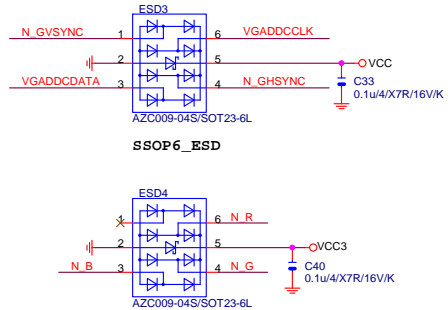 ESD3
N_GVSYNC 1 6 VGADDCCLK
2 5 VCC
VGADDCDATA 3 4 N_GHSYNC
C33
0.1u/4/X7R/16V/K
AZC009-04S/SOT23-6L
SSOP6_ESD
ESD4
1 6 N_R
2 5 VCC3
N_B 3 4 N_G
C40
0.1u/4/X7R/16V/K
AZC009-04S/SOT23-6L